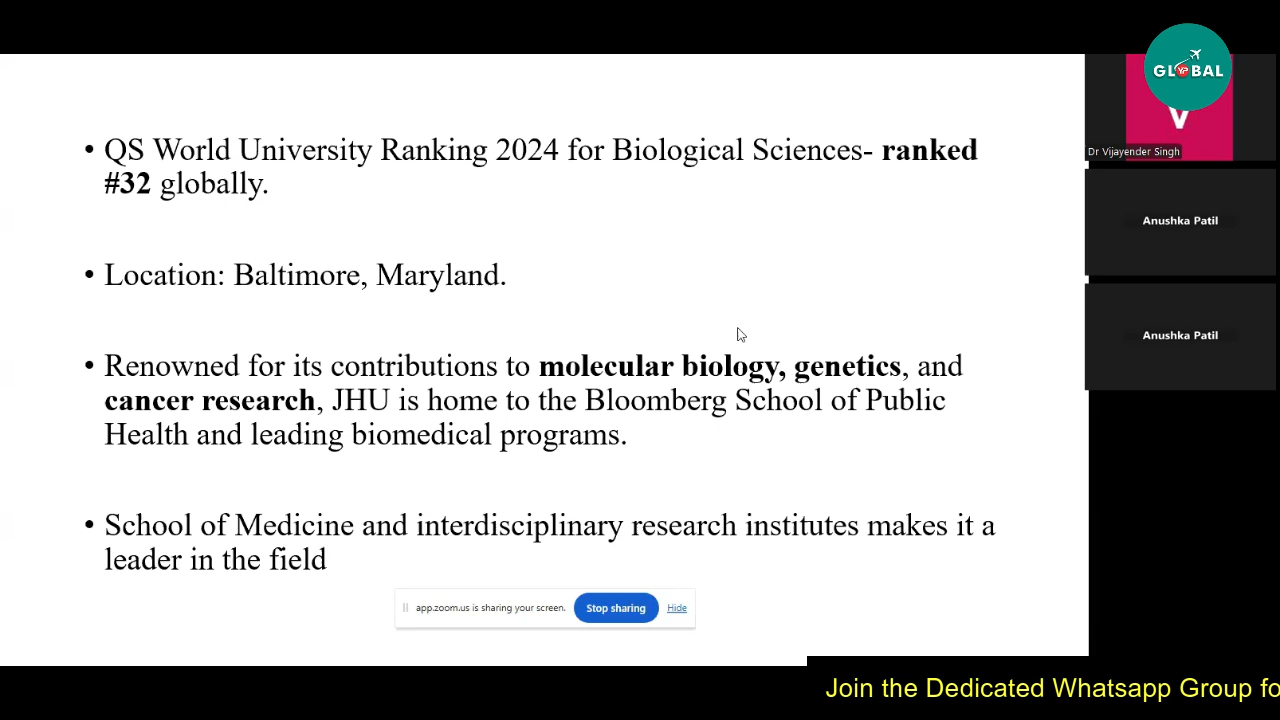 • QS World University Ranking 2024 for Biological Sciences- ranked
#32 globally.
• Location: Baltimore, Maryland.
• Renowned for its contributions to molecular biology, genetics, and
cancer research, JHU is home to the Bloomberg School of Public
Health and leading biomedical programs.
• School of Medicine and interdisciplinary research institutes makes it a
leader in the field
app.zoom.us is sharing your screen. Stop sharing Hide
GLYPBAL
V
Dr Vijayender Singh
Anushka Patil
Anushka Patil
Join the Dedicated Whatsapp Group fo